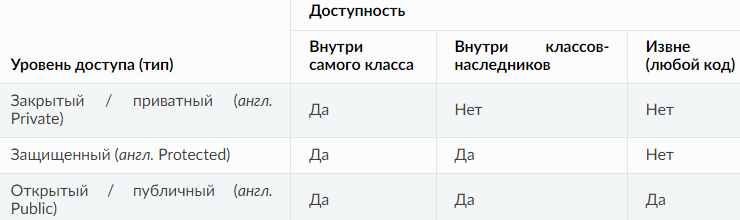 Доступность
Уровень доступа (тип)
Внутри самого класса
Внутри классов-наследников
Извне (любой код)
Закрытый / приватный (англ. Private)
Да
Нет
Нет
Защищенный (англ. Protected)
Да
Да
Нет
Открытый / публичный (англ. Public)
Да
Да
Да